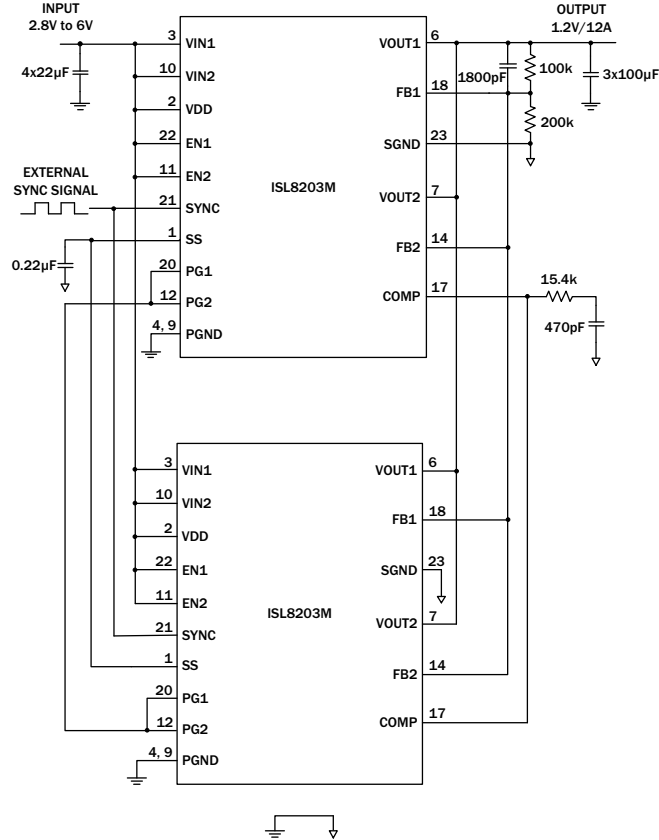 INPUT
2.8V to 6V
4x22µF
EXTERNAL
SYNC SIGNAL
0.22µF
3 VIN1
10 VIN2
2 VDD
22 EN1
11 EN2
21 SYNC
1 SS
20 PG1
12 PG2
4, 9 PGND
ISL8203M
VOUT1 6
FB1 18
SGND 23
VOUT2 7
FB2 14
COMP 17
OUTPUT
1.2V/12A
1800pF
100k
3x100µF
200k
15.4k
470pF
3 VIN1
10 VIN2
2 VDD
22 EN1
11 EN2
21 SYNC
1 SS
20 PG1
12 PG2
4, 9 PGND
ISL8203M
VOUT1 6
FB1 18
SGND 23
VOUT2 7
FB2 14
COMP 17